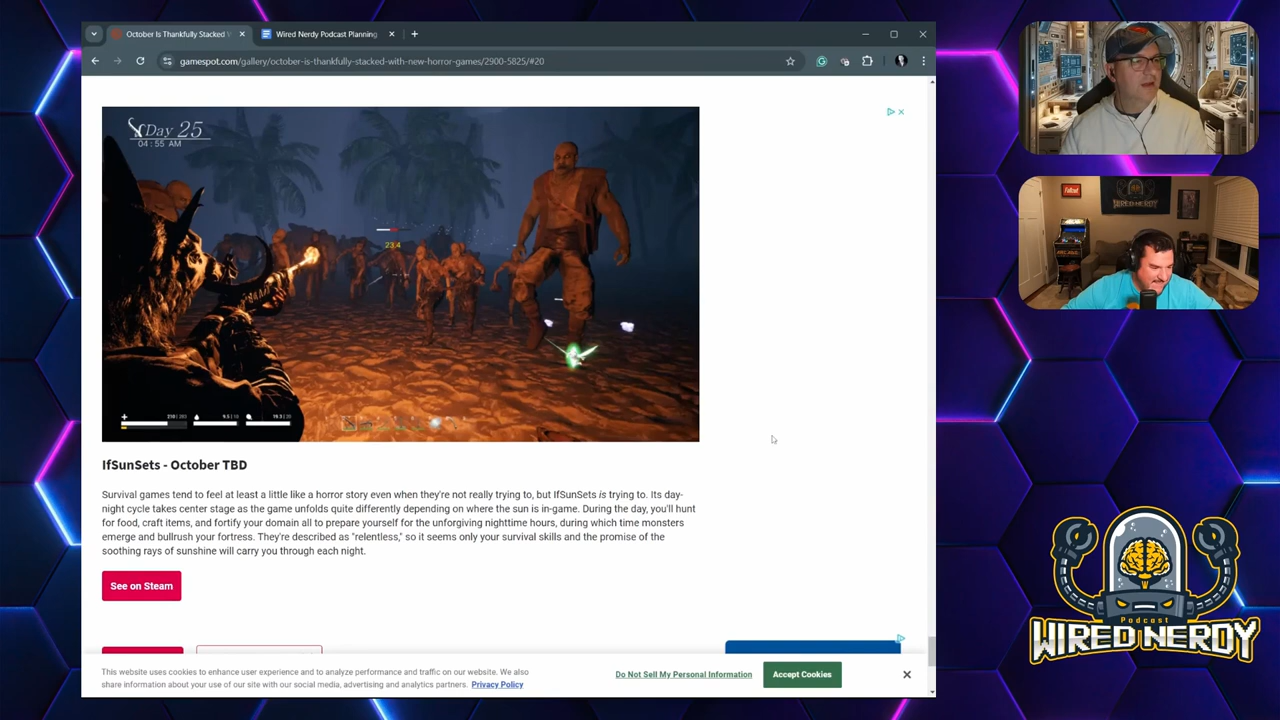 October Is Thankfully Stacked W
Wired Nerdy Podcast Planning
gamespot.com/gallery/october-is-thankfully-stacked-with-new-horror-games/2900-5825/#20
Day 25
04:55 AM
23.4
IfSunSets - October TBD
Survival games tend to feel at least a little like a horror story even when they're not really trying to, but IfSunSets is trying to. Its day-
night cycle takes center stage as the game unfolds quite differently depending on where the sun is in-game. During the day, you'll hunt
for food, craft items, and fortify your domain all to prepare yourself for the unforgiving nighttime hours, during which time monsters
emerge and bullrush your fortress. They're described as "relentless," so it seems only your survival skills and the promise of the
soothing rays of sunshine will carry you through each night.
See on Steam
This website uses cookies to enhance user experience and to analyze performance and traffic on our website. We also
share information about your use of our site with our social media, advertising and analytics partners. Privacy Policy
Do Not Sell My Personal Information
Accept Cookies
Fallout
WIRED NERDY
Podcast
WIRED NERDY